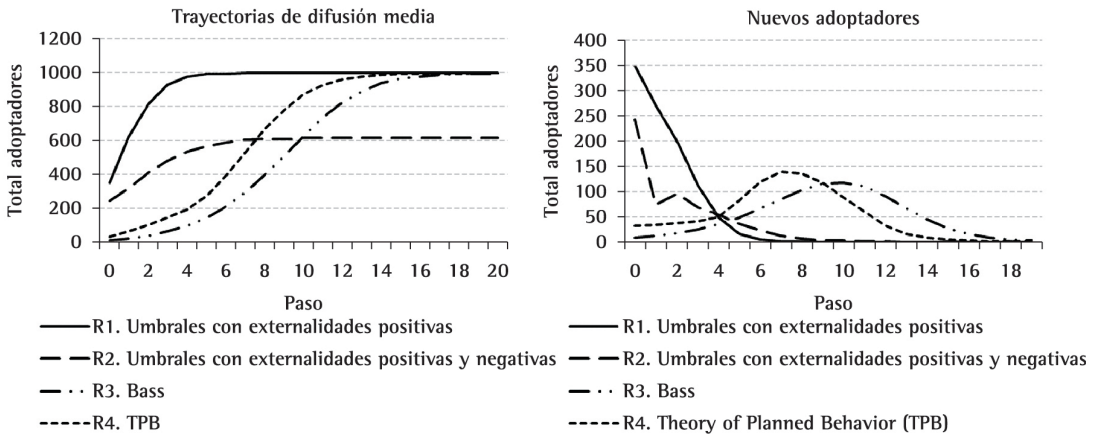 Trayectorias de difusión media
1200
1000
800
600
400
200
0
Total adoptadores
0 2 4 6 8 10 12 14 16 18 20
Paso
R1. Umbrales con externalidades positivas
R2. Umbrales con externalidades positivas y negativas
R3. Bass
R4. TPB
Nuevos adoptadores
400
350
300
250
200
150
100
50
0
Total adoptadores
0 2 4 6 8 10 12 14 16 18
Paso
R1. Umbrales con externalidades positivas
R2. Umbrales con externalidades positivas y negativas
R3. Bass
R4. Theory of Planned Behavior (TPB)